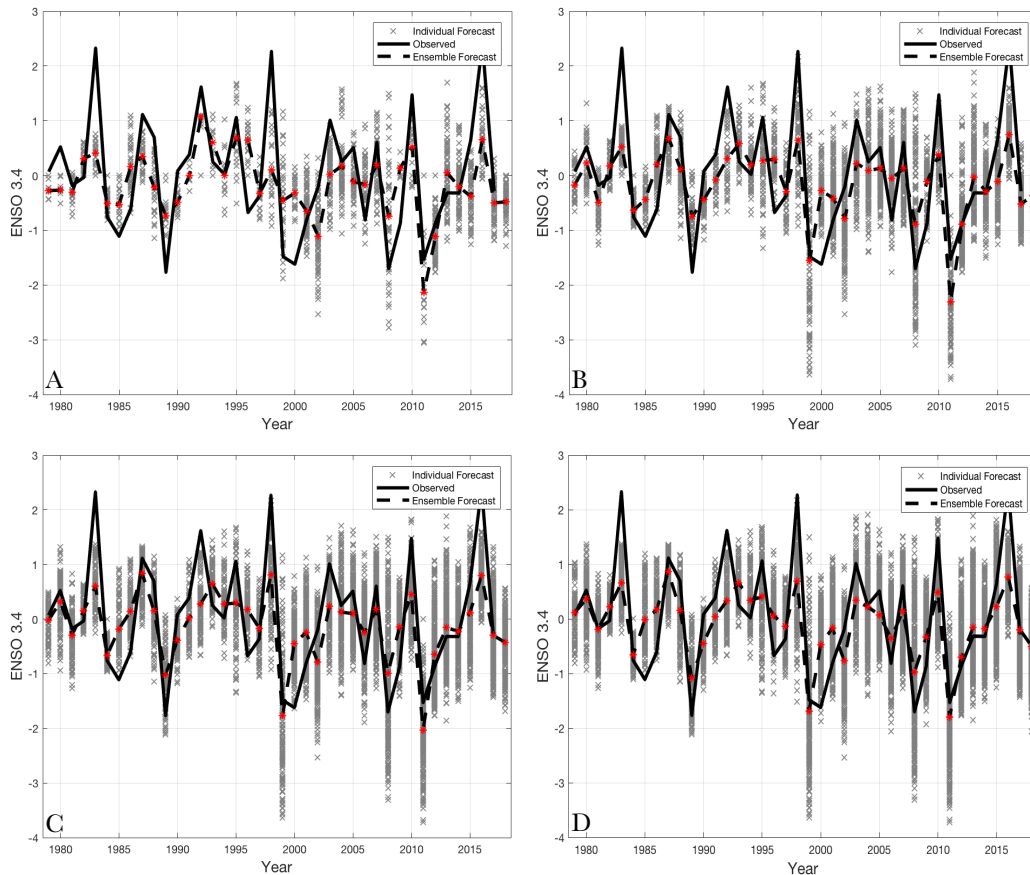 3
2
1
0
-1
-2
-3
-4
ENSO 3.4
Individual Forecast
Observed
Ensemble Forecast
A
1980 1985 1990 1995 2000 2005 2010 2015
Year
3
2
1
0
-1
-2
-3
-4
ENSO 3.4
Individual Forecast
Observed
Ensemble Forecast
B
1980 1985 1990 1995 2000 2005 2010 2015
Year
3
2
1
0
-1
-2
-3
-4
ENSO 3.4
Individual Forecast
Observed
Ensemble Forecast
C
1980 1985 1990 1995 2000 2005 2010 2015
Year
3
2
1
0
-1
-2
-3
-4
ENSO 3.4
Individual Forecast
Observed
Ensemble Forecast
D
1980 1985 1990 1995 2000 2005 2010 2015
Year